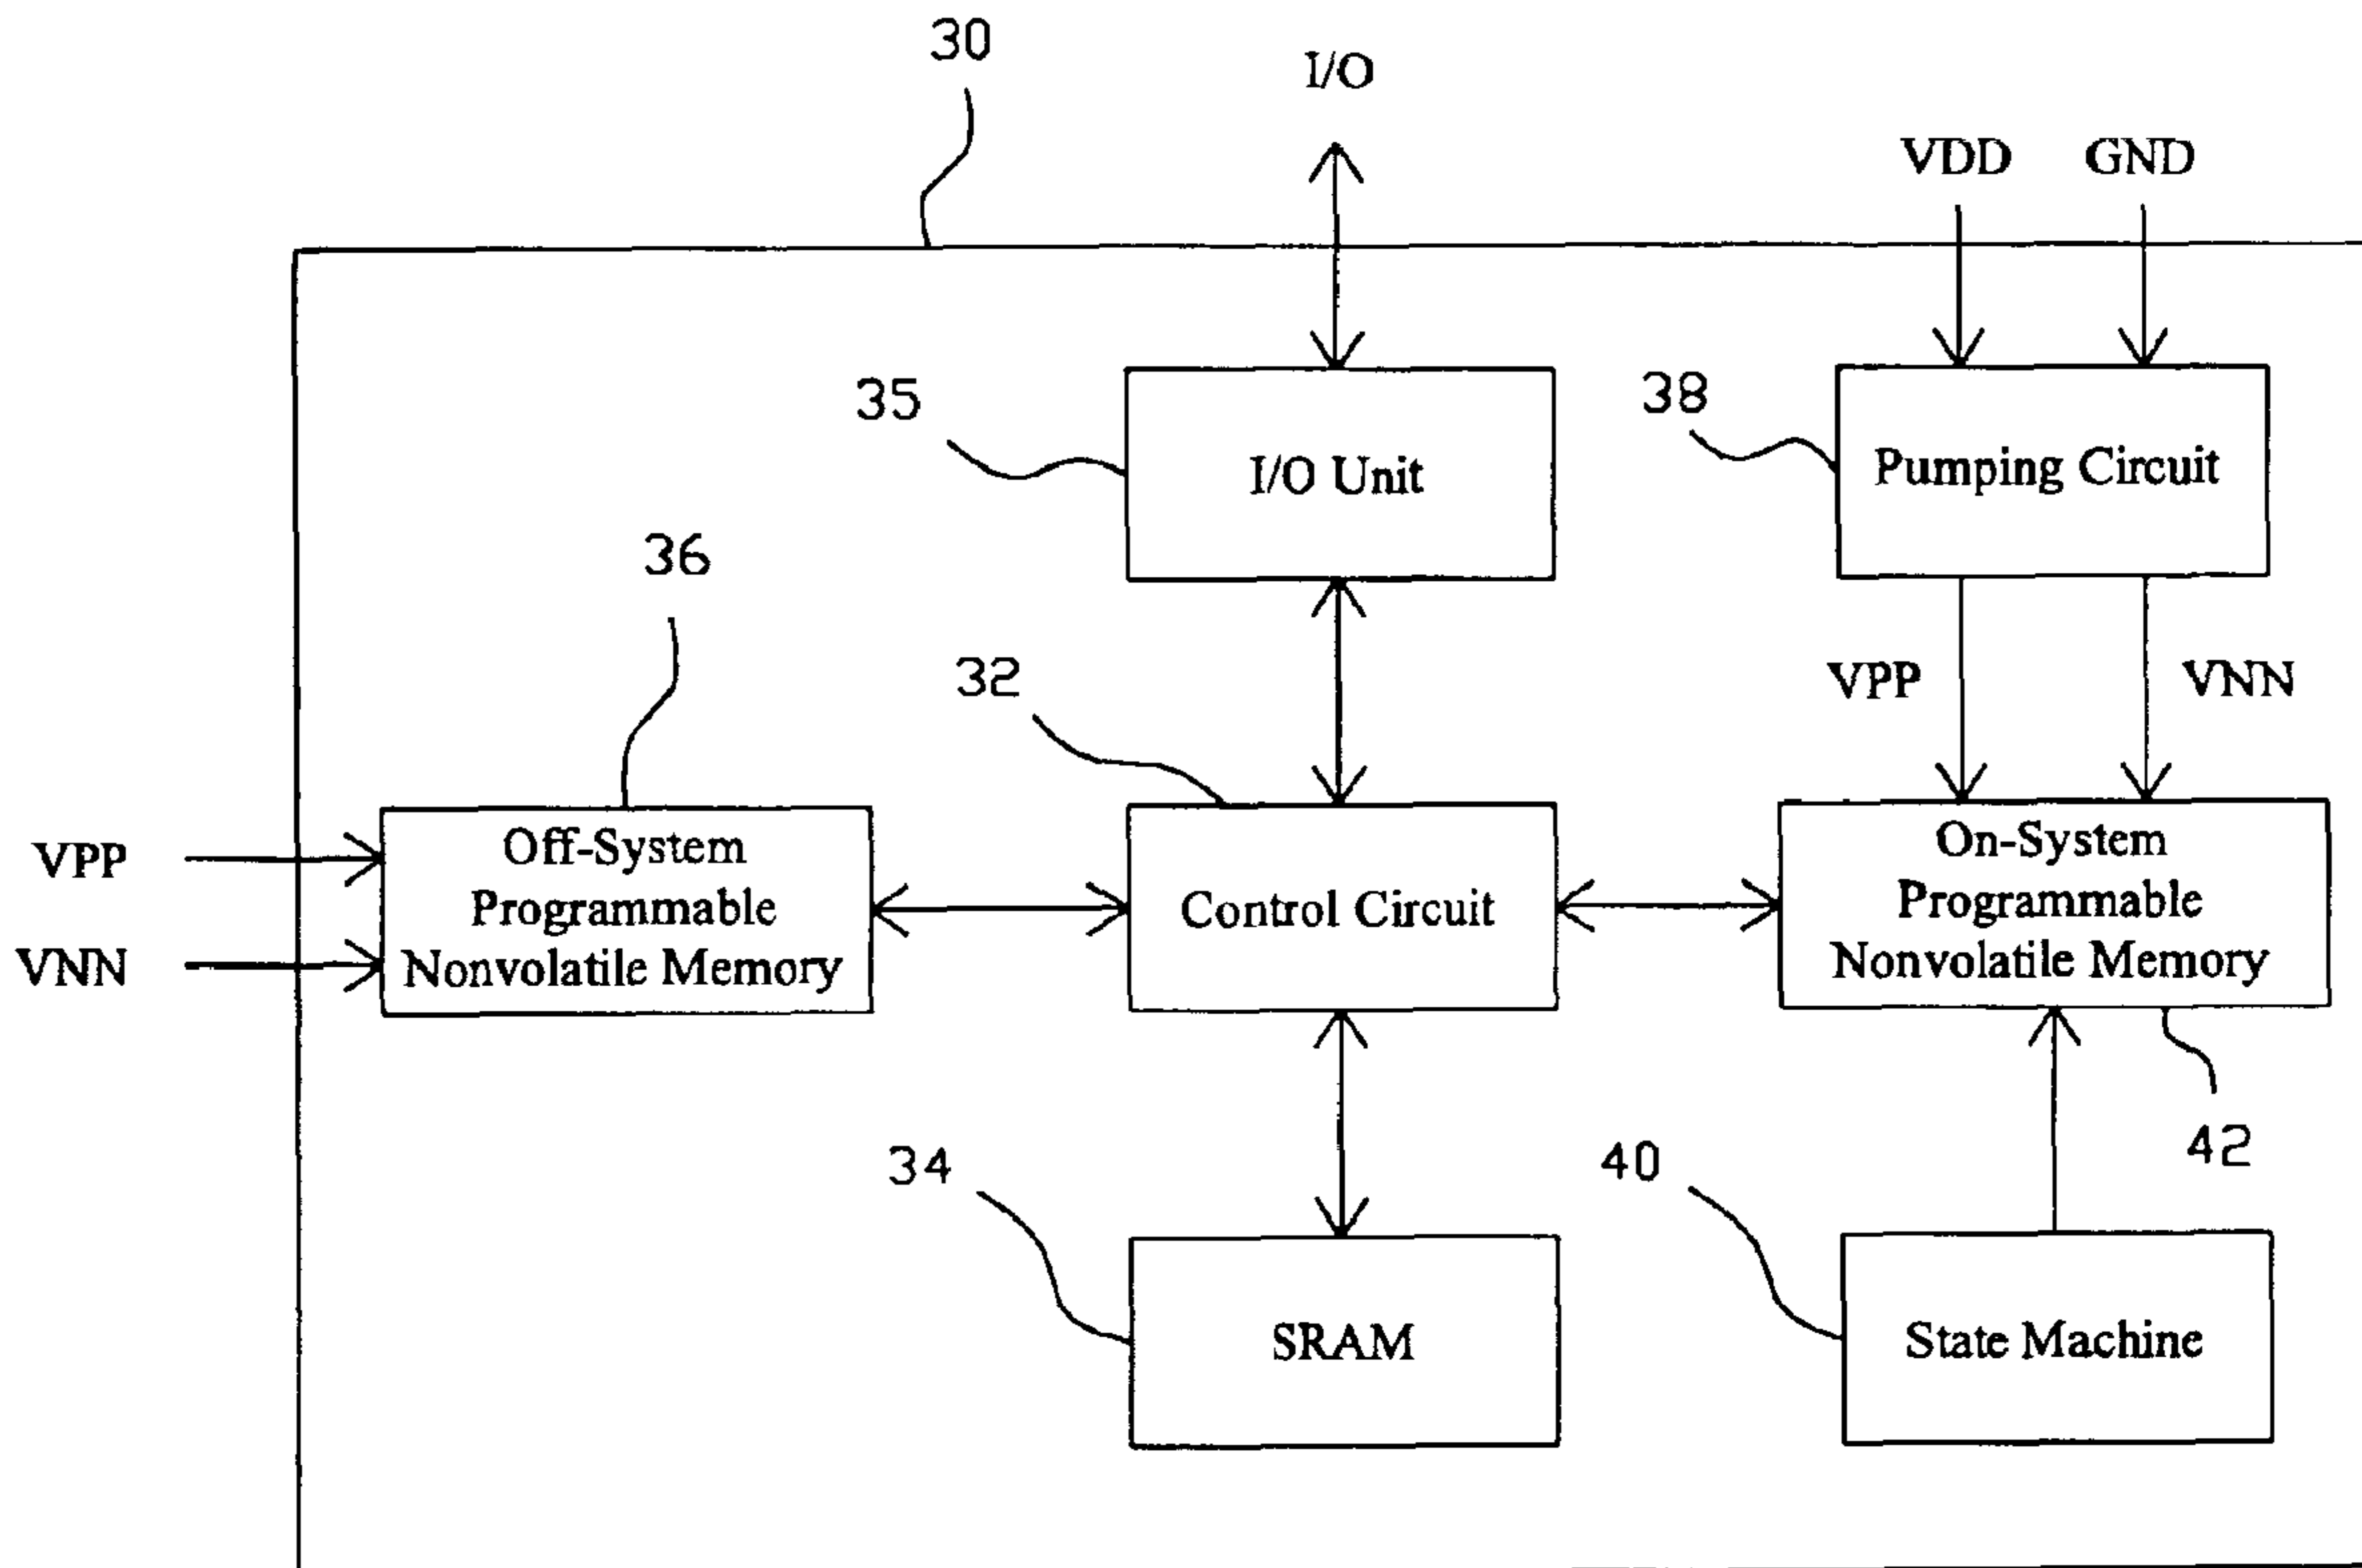 30
I/O
VDD
GND
35
I/O Unit
38
Pumping Circuit
36
32
VPP
VNN
VPP
VNN
Off-System
Programmable
Nonvolatile Memory
Control Circuit
On-System
Programmable
Nonvolatile Memory
34
SRAM
40
State Machine
42